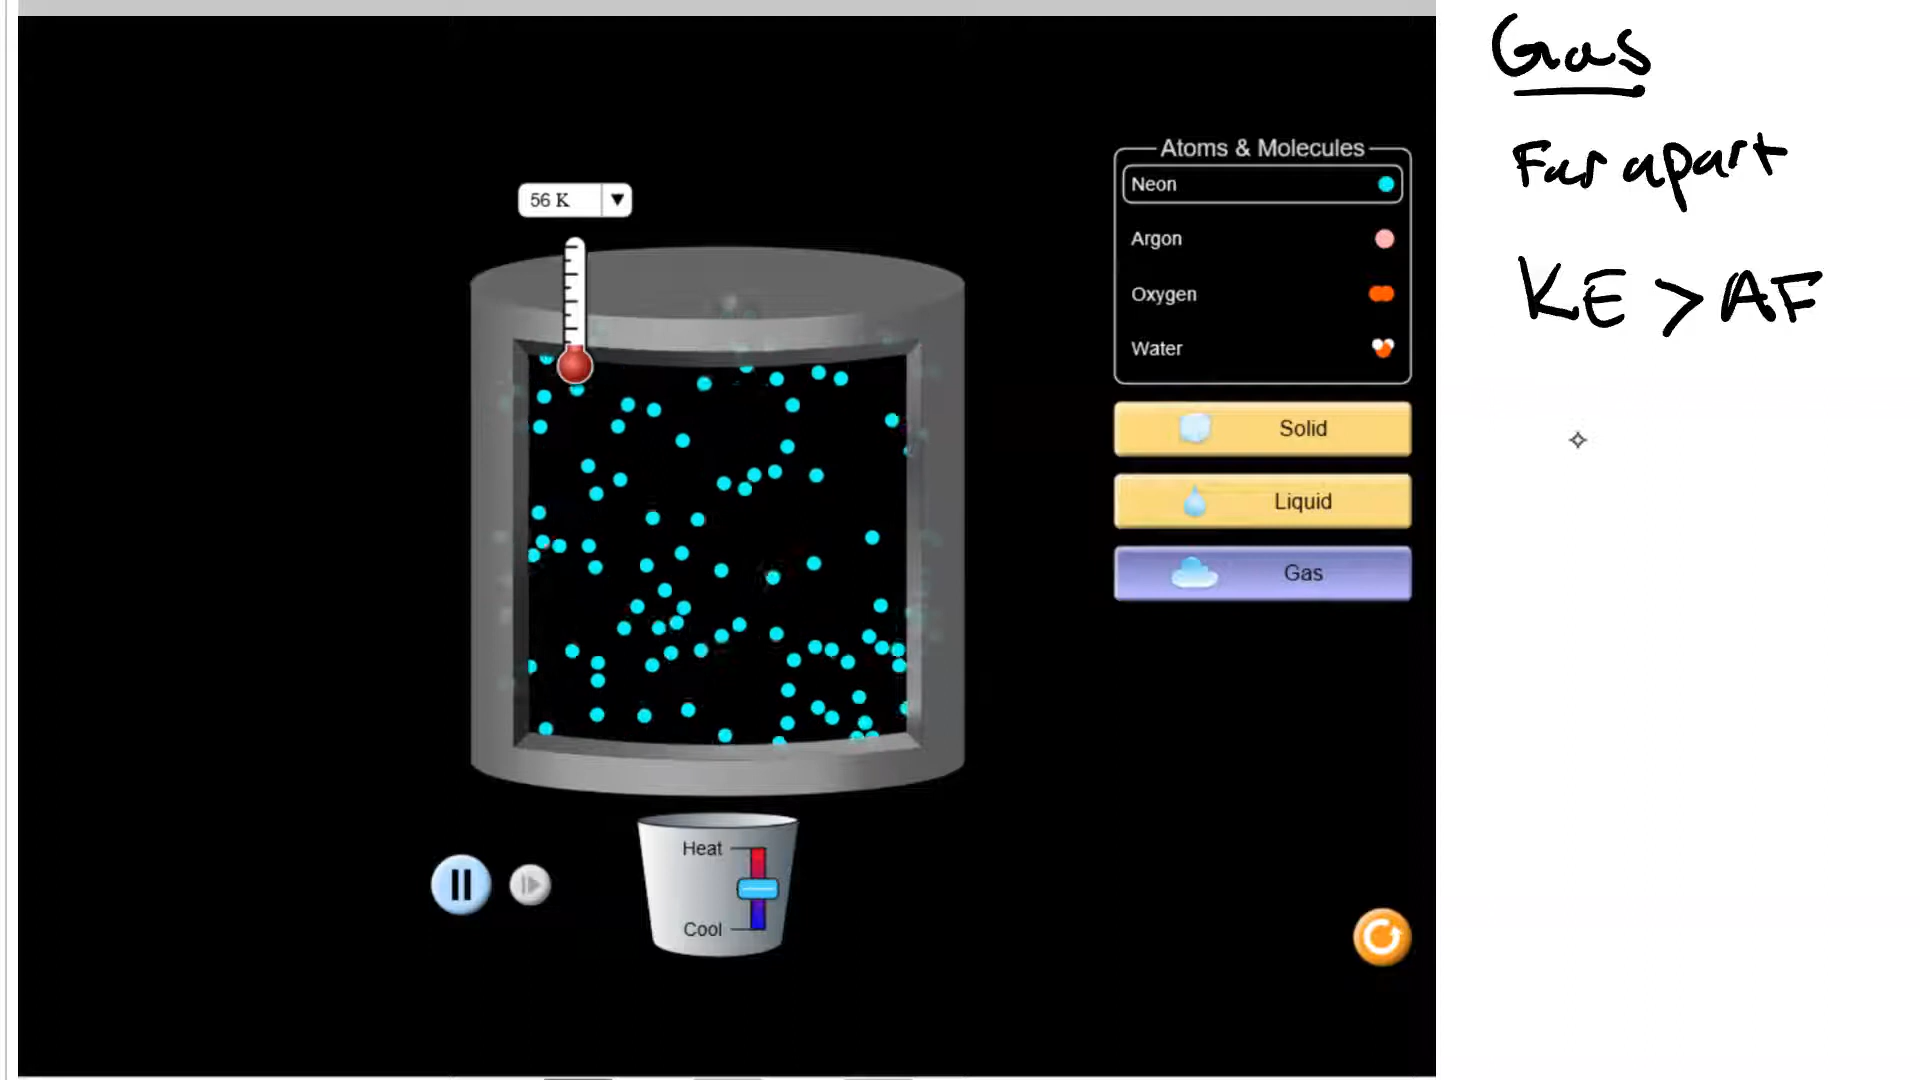 Gas
Far apart
KE > AF
56 K
Atoms & Molecules
Neon
Argon
Oxygen
Water
Solid
Liquid
Gas
Heat
Cool